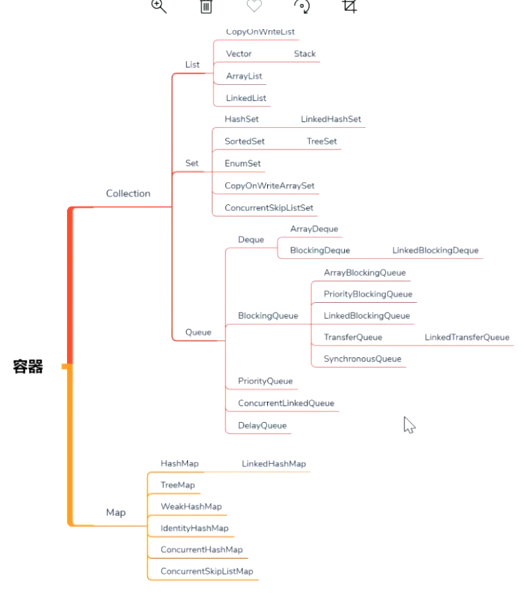 CopyOnWriteList
Vector Stack
List
ArrayList
LinkedList
HashSet LinkedHashSet
SortedSet TreeSet
Set
EnumSet
CopyOnWriteArraySet
Collection
ConcurrentSkipListSet
ArrayDeque
Deque
BlockingDeque LinkedBlockingDeque
ArrayBlockingQueue
PriorityBlockingQueue
BlockingQueue
LinkedBlockingQueue
Queue
TransferQueue LinkedTransferQueue
SynchronousQueue
容器
PriorityQueue
ConcurrentLinkedQueue
DelayQueue
HashMap LinkedHashMap
TreeMap
WeakHashMap
Map
IdentityHashMap
ConcurrentHashMap
ConcurrentSkipListMap